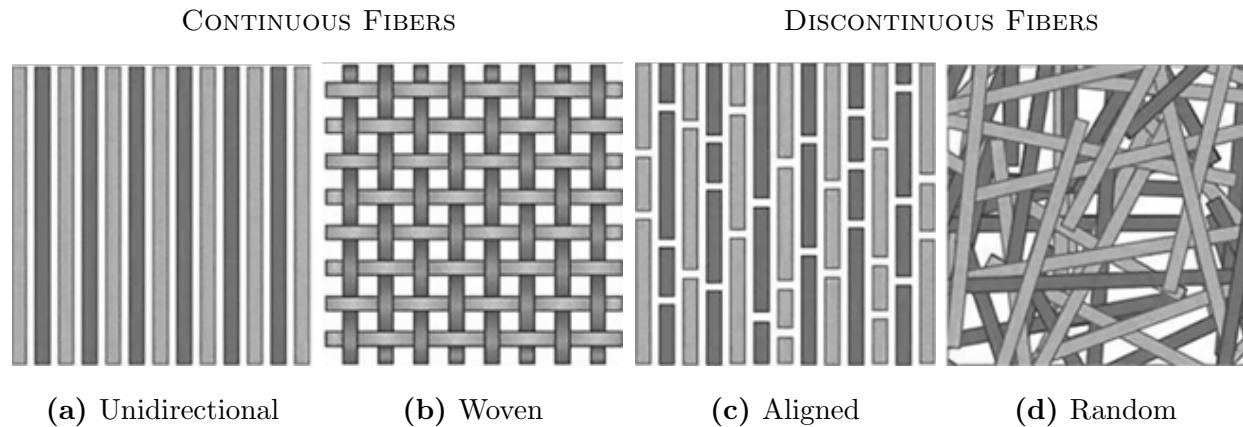 CONTINUOUS FIBERS
DISCONTINUOUS FIBERS
(a) Unidirectional
(b) Woven
(c) Aligned
(d) Random